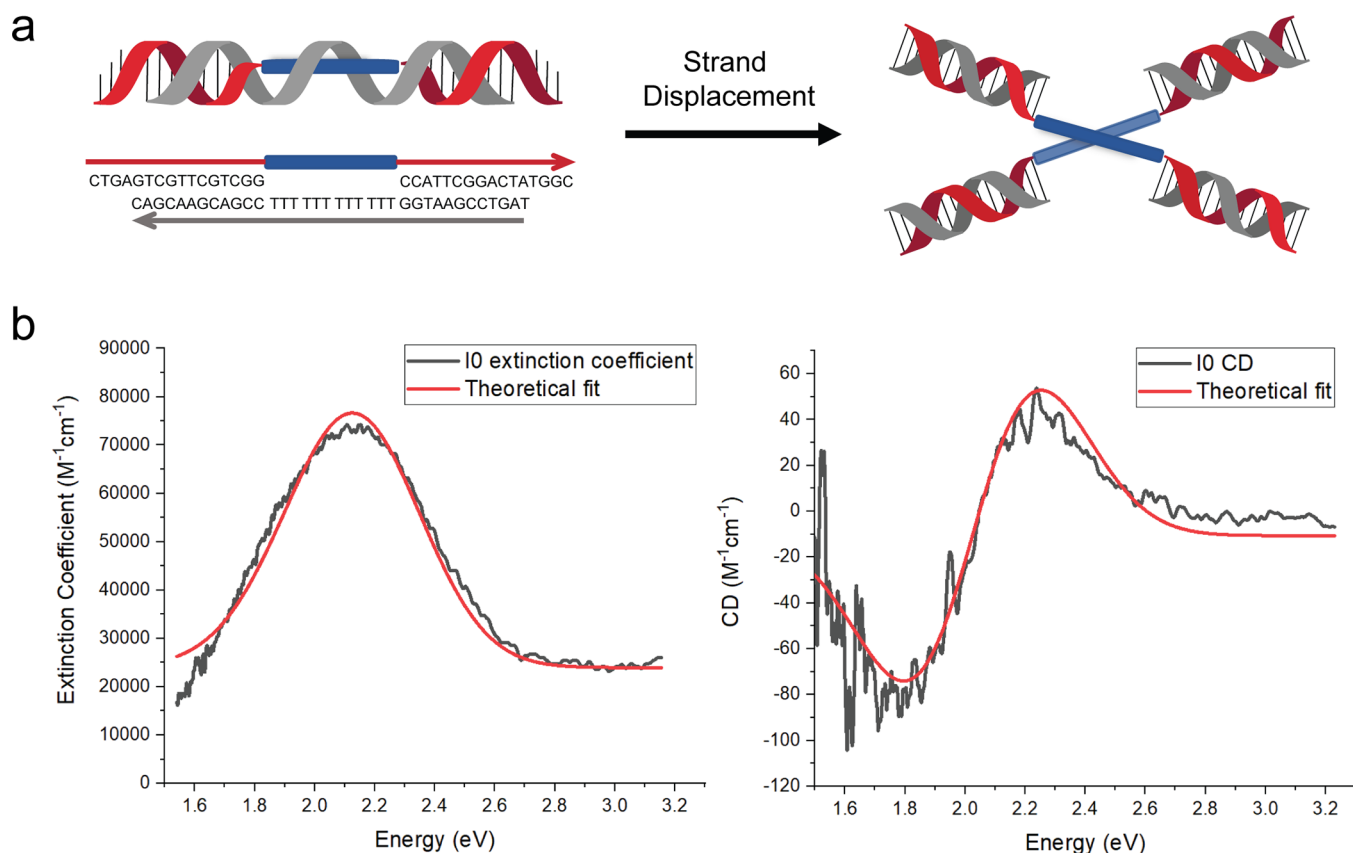 a
Strand
Displacement
CTGAGTCGTTCGTCGG CCATTCGGACTATGGC
CAGCAAGCAGCC TTT TTT TTT TTT GGTAAGCCTGAT
b
90000
80000
70000
60000
50000
40000
30000
20000
10000
0
Extinction Coefficient (M⁻¹cm⁻¹)
I0 extinction coefficient
Theoretical fit
1.6 1.8 2.0 2.2 2.4 2.6 2.8 3.0 3.2
Energy (eV)
60
40
20
0
-20
-40
-60
-80
-100
-120
CD (M⁻¹cm⁻¹)
I0 CD
Theoretical fit
1.6 1.8 2.0 2.2 2.4 2.6 2.8 3.0 3.2
Energy (eV)